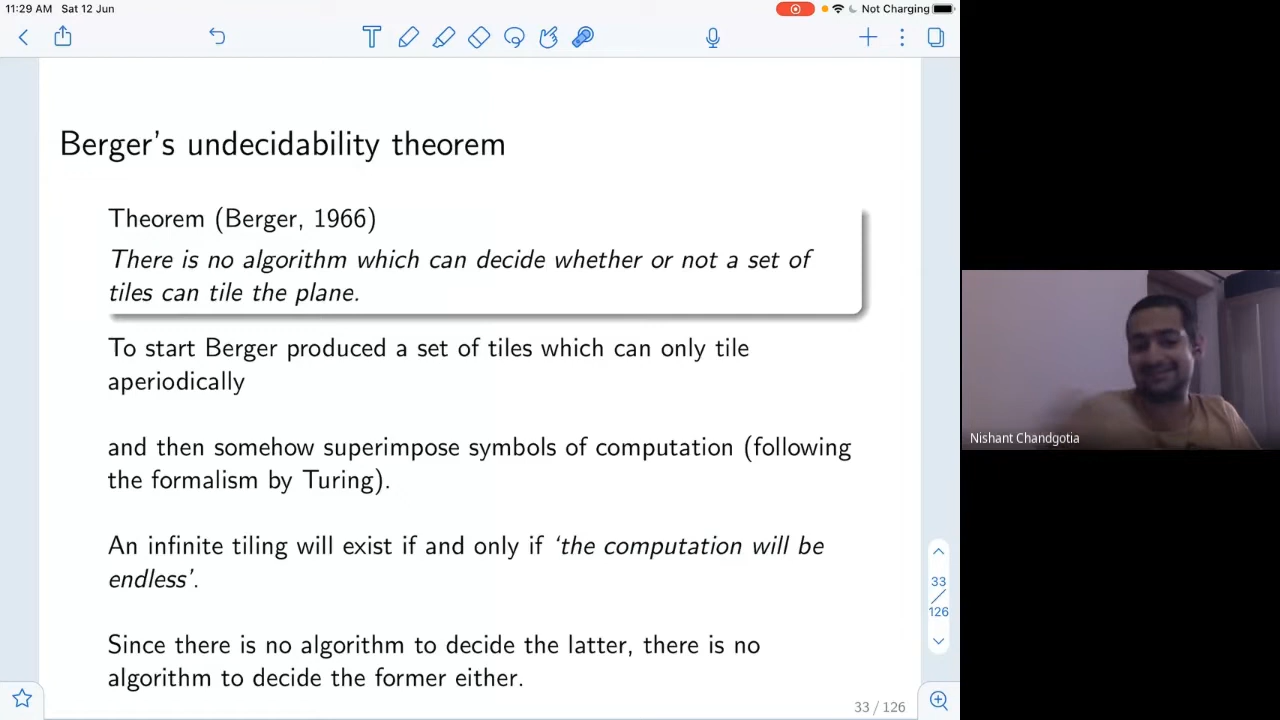 11:29 AM Sat 12 Jun
Not Charging
T
Berger's undecidability theorem
Theorem (Berger, 1966)
There is no algorithm which can decide whether or not a set of
tiles can tile the plane.
To start Berger produced a set of tiles which can only tile
aperiodically
and then somehow superimpose symbols of computation (following
the formalism by Turing).
An infinite tiling will exist if and only if ‘the computation will be
endless’.
Since there is no algorithm to decide the latter, there is no
algorithm to decide the former either.
33 / 126
33
/
126
Nishant Chandgotia